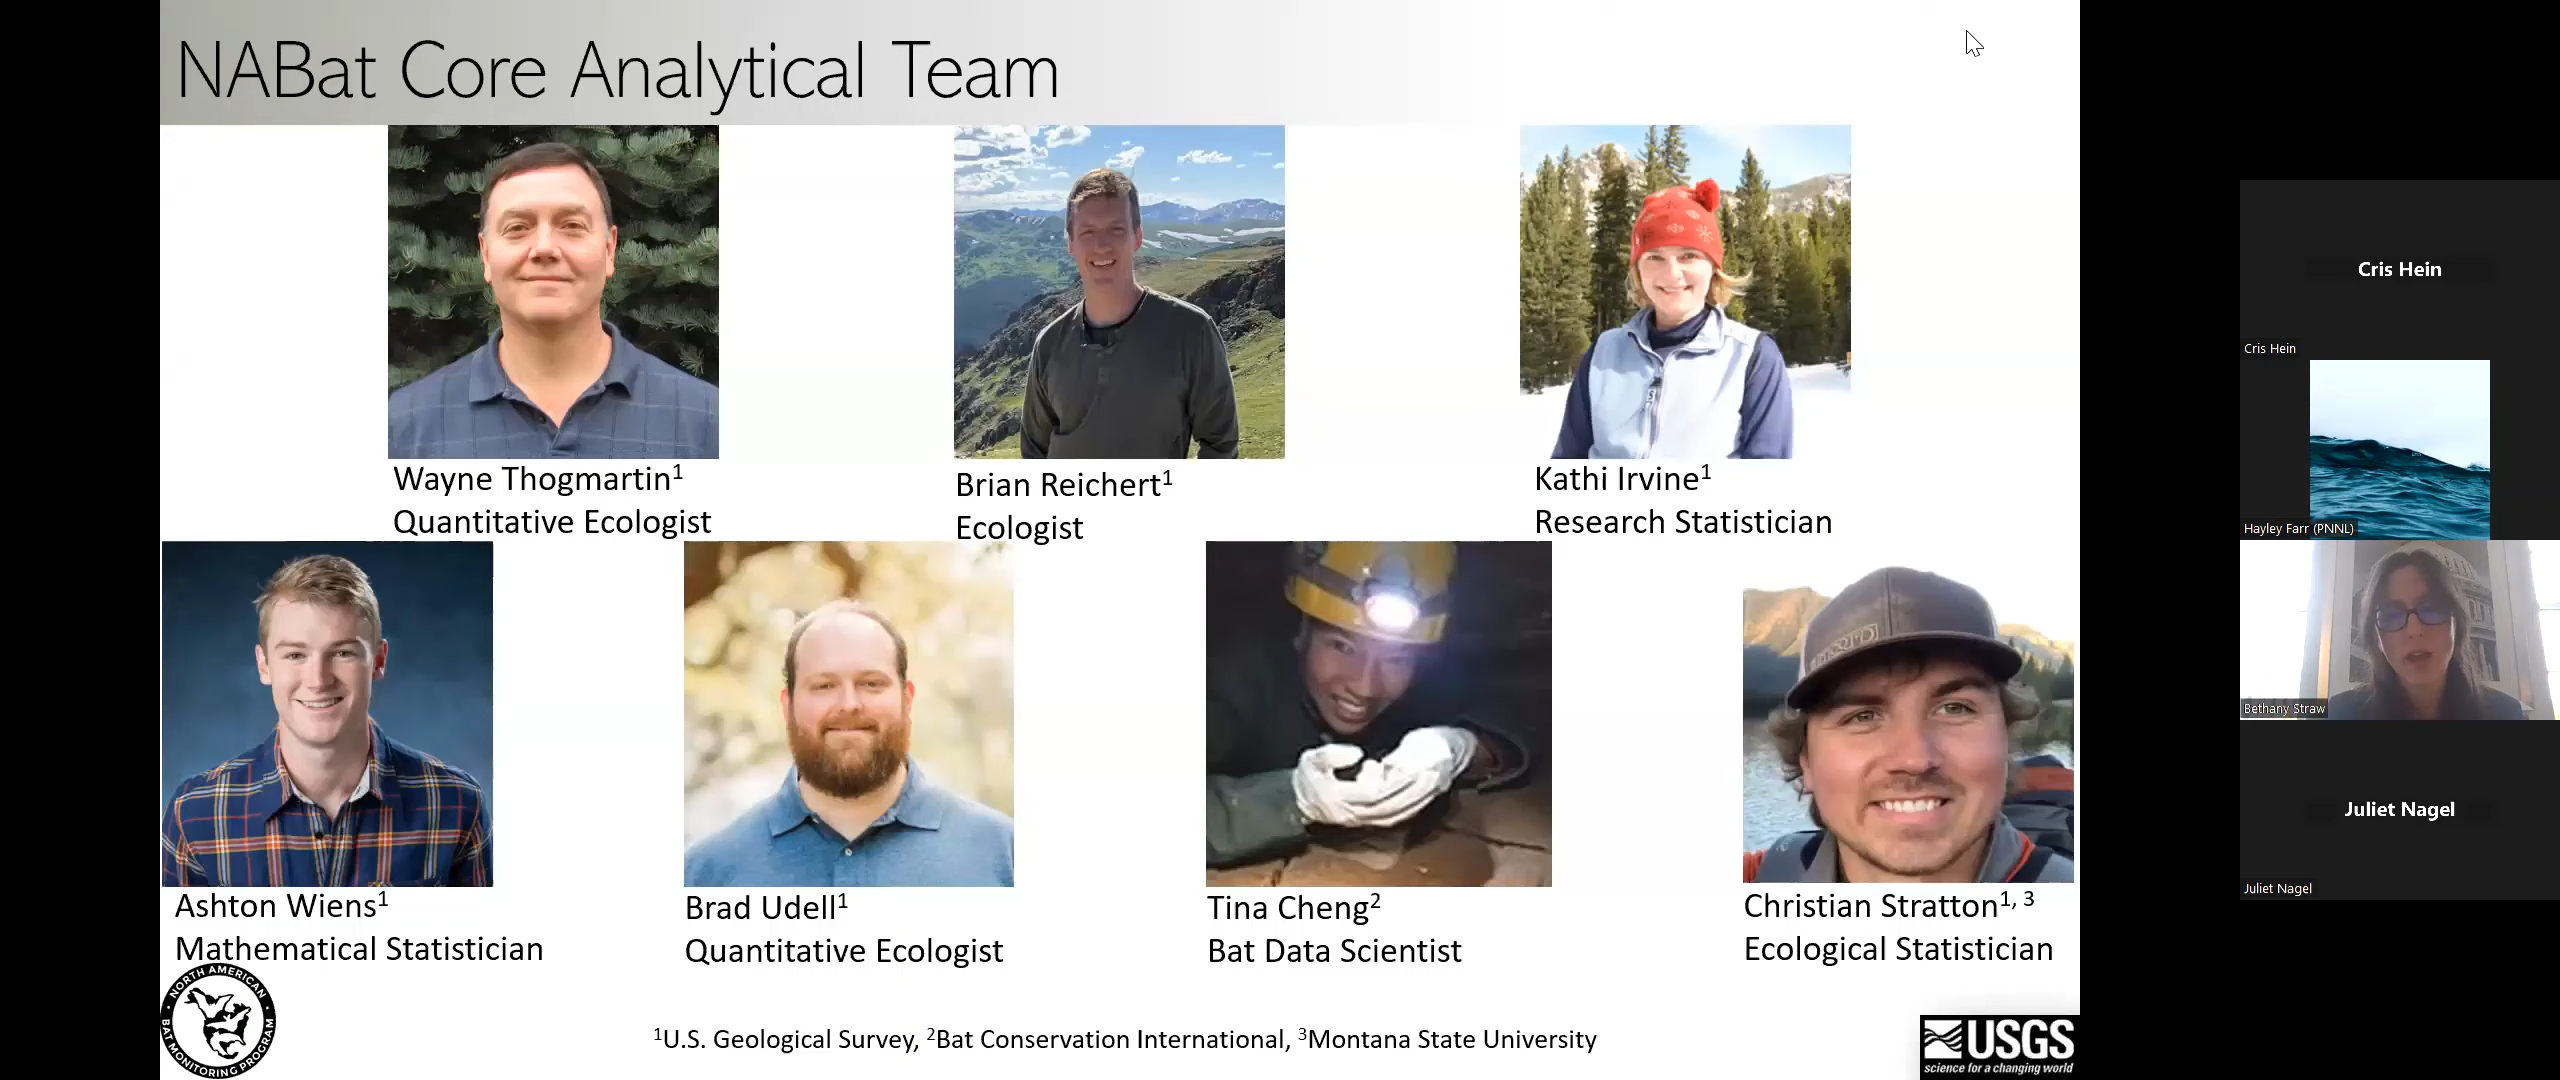 NABat Core Analytical Team
Wayne Thogmartin¹
Quantitative Ecologist
Brian Reichert¹
Ecologist
Kathi Irvine¹
Research Statistician
Ashton Wiens¹
Mathematical Statistician
Brad Udell¹
Quantitative Ecologist
Tina Cheng²
Bat Data Scientist
Christian Stratton¹, ³
Ecological Statistician
NORTH AMERICAN
BAT MONITORING PROGRAM
¹U.S. Geological Survey, ²Bat Conservation International, ³Montana State University
USGS
science for a changing world
Cris Hein
Cris Hein
Hayley Farr (PNNL)
Bethany Straw
Juliet Nagel
Juliet Nagel